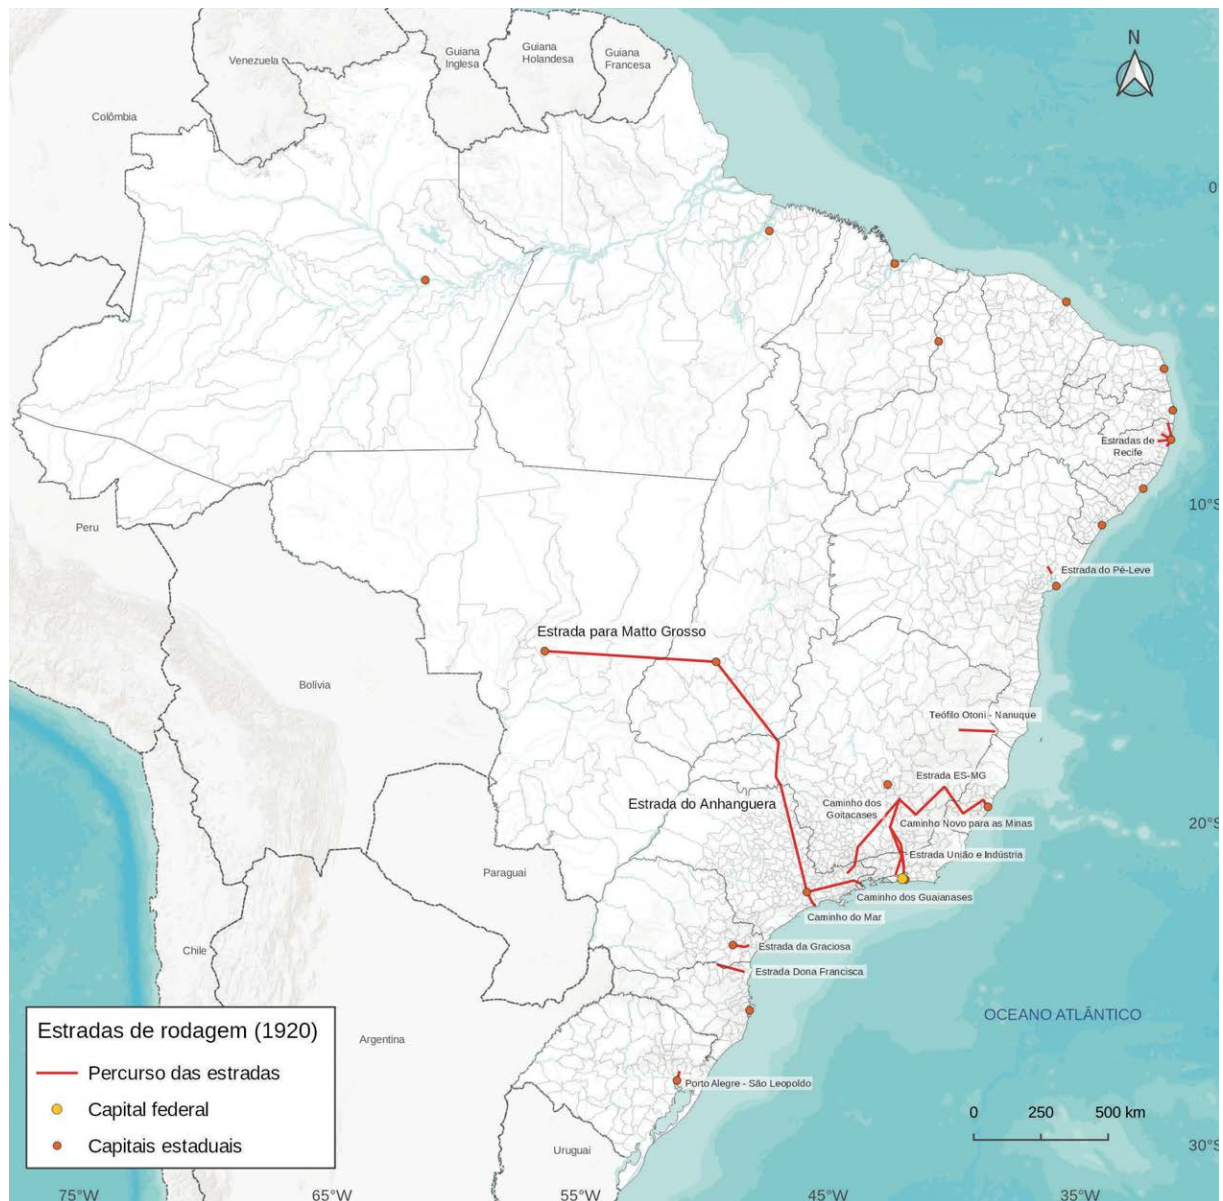 N
Venezuela
Guiana
Inglesa
Guiana
Holandesa
Guiana
Francesa
Colômbia
0
Estradas de
Recife
10°S
Peru
Estrada do Pé-Leve
Estrada para Matto Grosso
Bolívia
Teófilo Otoni - Nanuque
Estrada ES-MG
Estrada do Anhanguera
Caminho dos
Goitacases
Caminho Novo para as Minas
20°S
Estrada União e Indústria
Paraguai
Caminho dos Guaianases
Caminho do Mar
Chile
Estrada da Graciosa
Estrada Dona Francisca
OCEANO ATLÂNTICO
Estradas de rodagem (1920)
Percurso das estradas
Capital federal
Capitais estaduais
Argentina
Porto Alegre - São Leopoldo
0 250 500 km
Uruguai
30°S
75°W 65°W 55°W 45°W 35°W